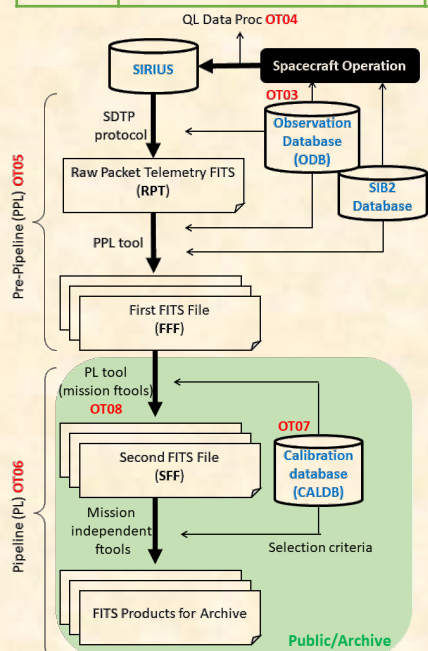 QL Data Proc OT04
SIRIUS
Spacecraft Operation
OT03
SDTP
protocol
Observation
Database
(ODB)
Raw Packet Telemetry FITS
(RPT)
SIB2
Database
Pre-Pipeline (PPL) OT05
PPL tool
First FITS File
(FFF)
PL tool
(mission ftools)
OT08
OT07
Second FITS File
(SFF)
Calibration
database
(CALDB)
Pipeline (PL) OT06
Mission
independent
ftools
Selection criteria
FITS Products for Archive
Public/Archive